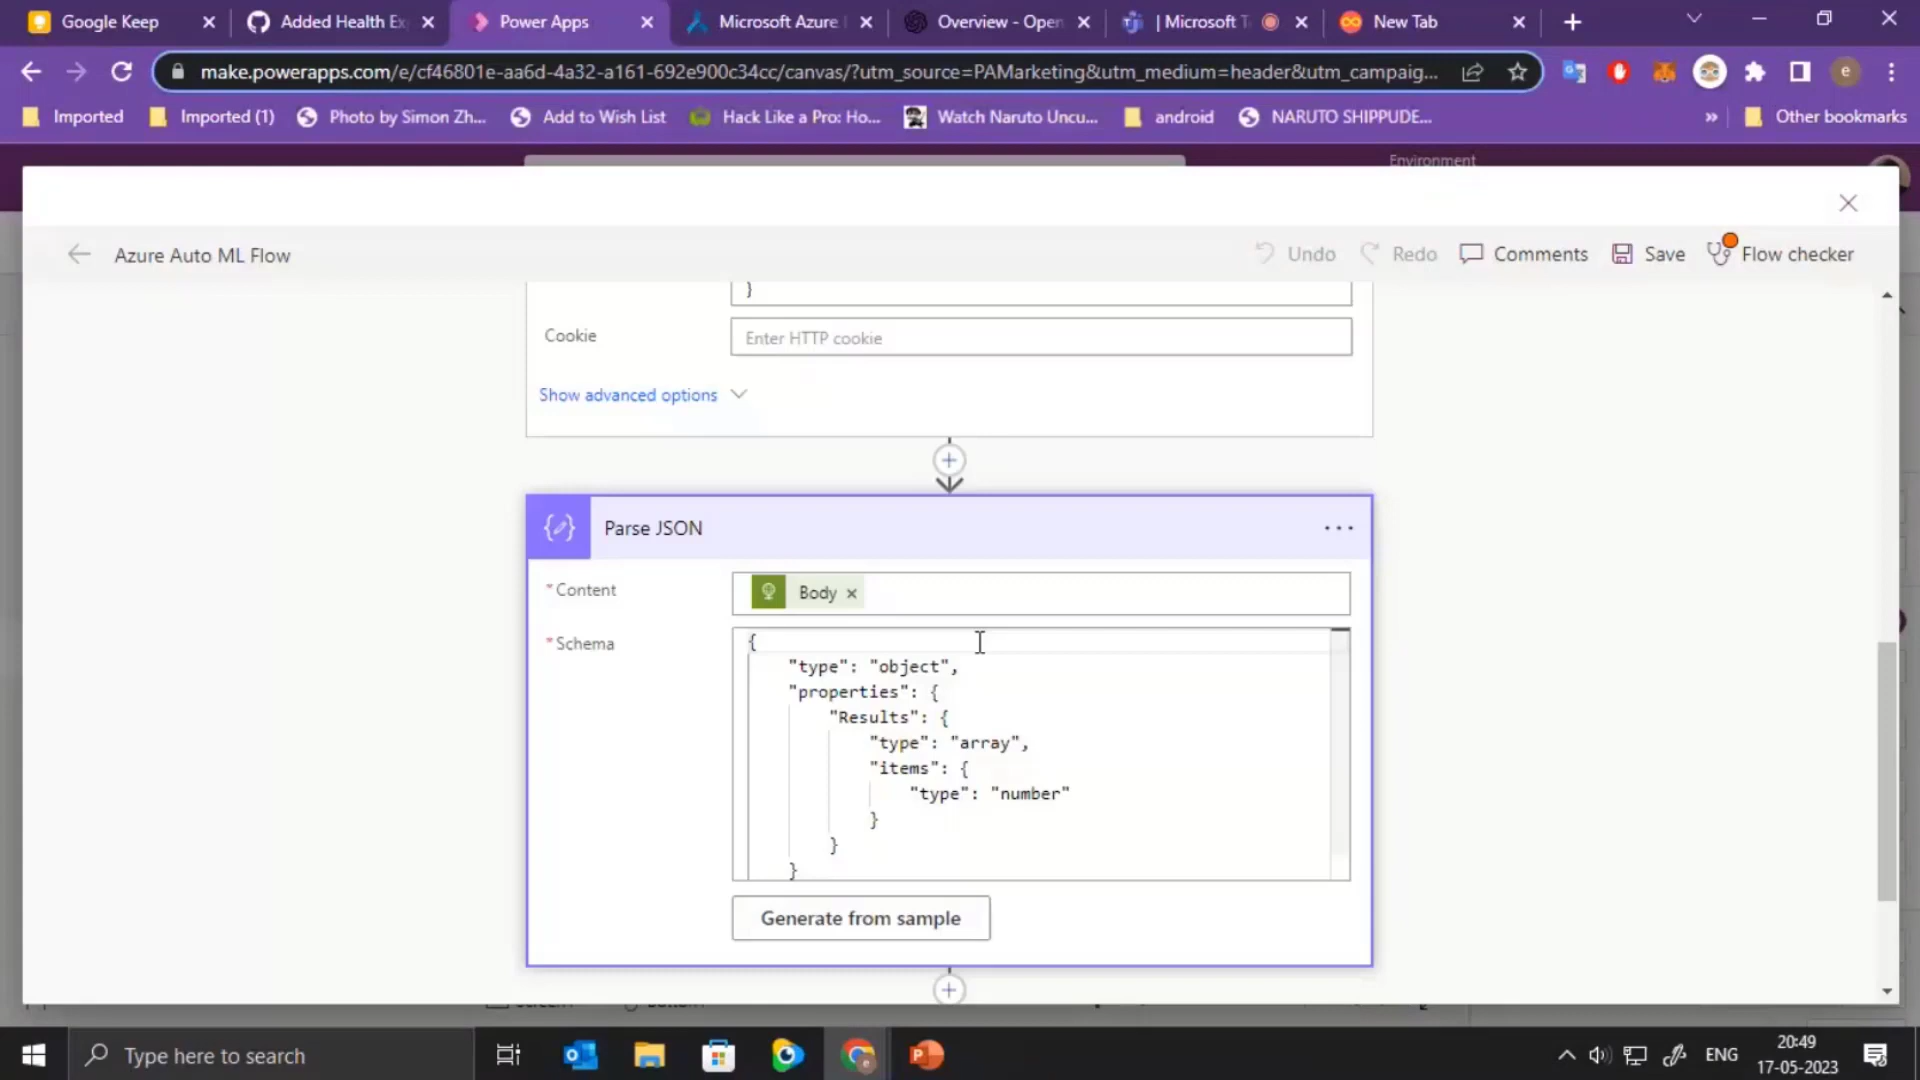 Google Keep
Added Health Ex
Power Apps
Microsoft Azure
Overview - Open
| Microsoft Te
New Tab
make.powerapps.com/e/cf46801e-aa6d-4a32-a161-692e900c34cc/canvas/?utm_source=PAMarketing&utm_medium=header&utm_campaig...
e
Imported
Imported (1)
Photo by Simon Zh...
Add to Wish List
Hack Like a Pro: Ho...
Watch Naruto Uncu...
android
NARUTO SHIPPUDE...
»
Other bookmarks
Environment
Azure Auto ML Flow
Undo
Redo
Comments
Save
Flow checker
}
Cookie
Enter HTTP cookie
Show advanced options
Parse JSON
...
* Content
Body ×
* Schema
{
"type": "object",
"properties": {
"Results": {
"type": "array",
"items": {
"type": "number"
}
}
}
Generate from sample
Type here to search
ENG
20:49
17-05-2023